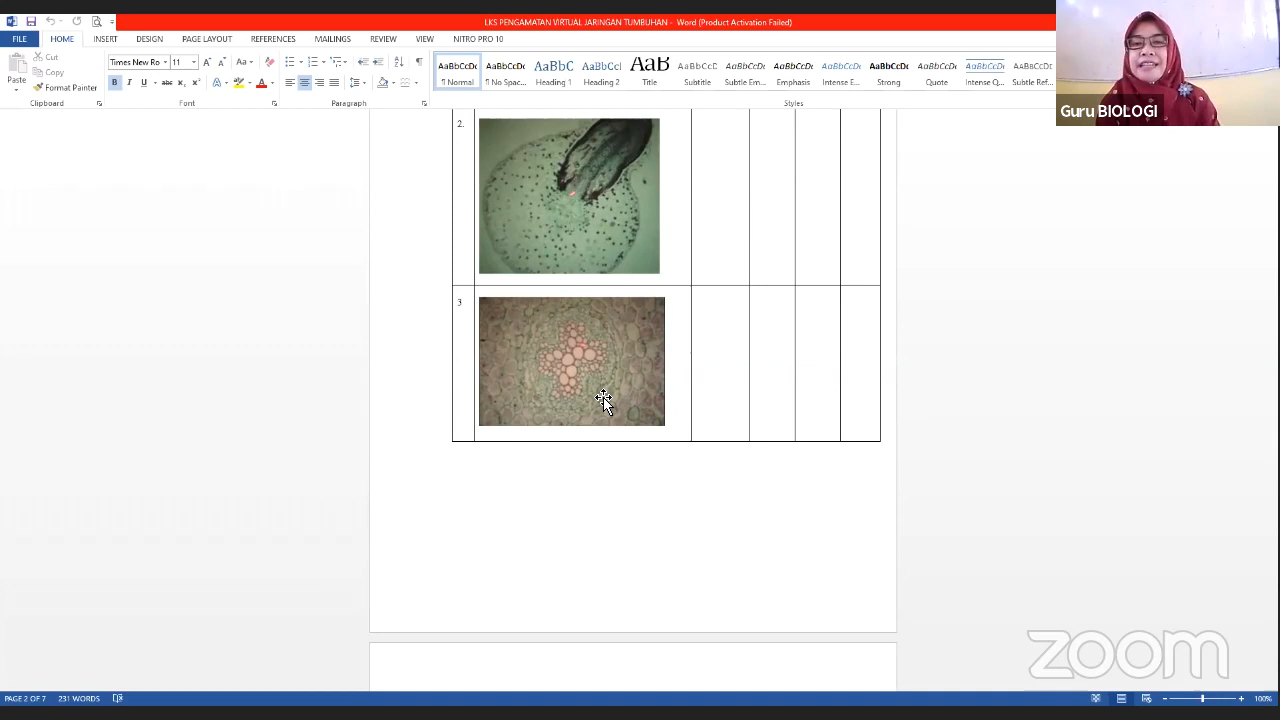 LKS PENGAMATAN VIRTUAL JARINGAN TUMBUHAN - Word (Product Activation Failed)
FILE HOME INSERT DESIGN PAGE LAYOUT REFERENCES MAILINGS REVIEW VIEW NITRO PRO 10
Paste
Cut
Copy
Format Painter
Clipboard
Times New Ro 11
Font
Paragraph
AaBbCcDc AaBbCcDc AaBbC AaBbCcI AaB AaBbCcD AaBbCcDc AaBbCcDc AaBbCcDc AaBbCcDc AaBbCcDc AaBbCcDc AaBbCcDc
¶ Normal ¶ No Spac... Heading 1 Heading 2 Title Subtitle Subtle Em... Emphasis Intense E... Strong Quote Intense Q... Subtle Ref...
Styles
Guru BIOLOGI
2.
3
zoom
PAGE 2 OF 7 231 WORDS
100%